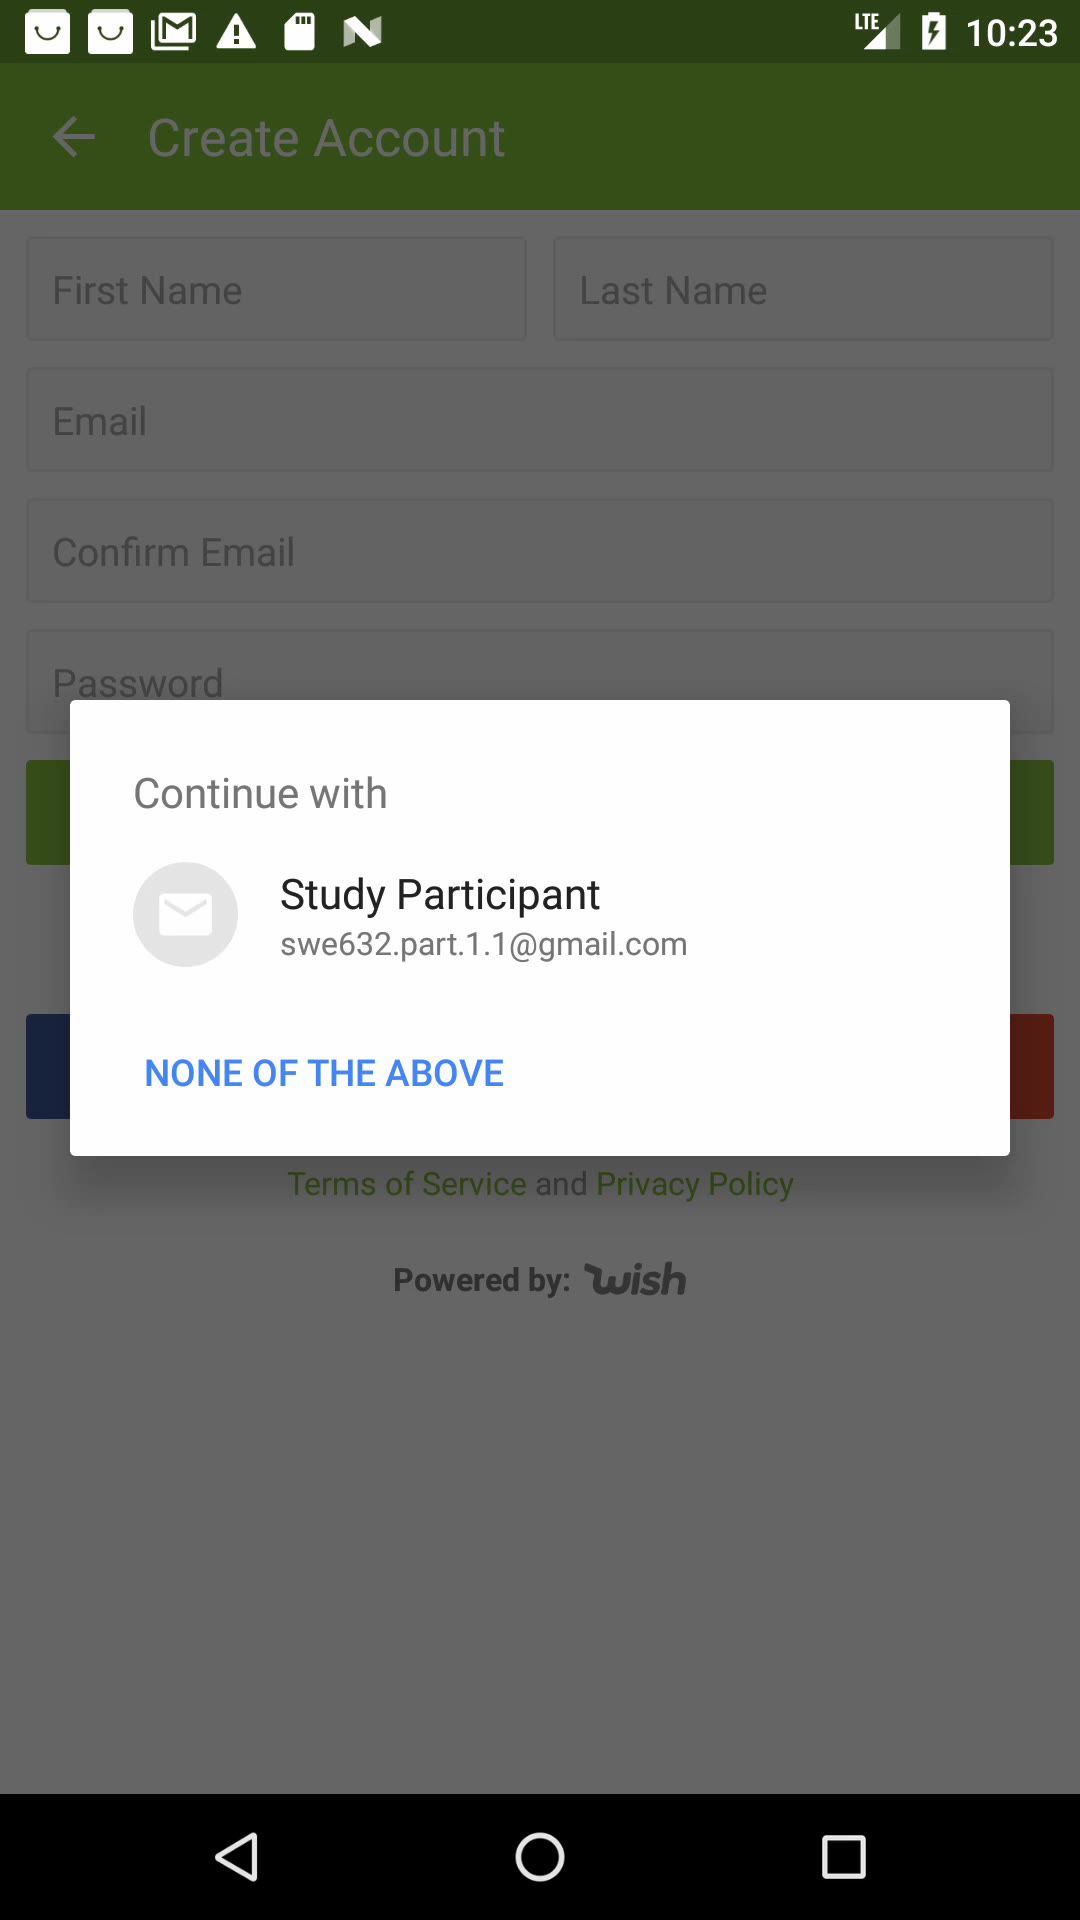 LTE 10:23
Create Account
First Name Last Name
Email
Confirm Email
Password
Continue with
Study Participant
swe632.part.1.1@gmail.com
NONE OF THE ABOVE
Terms of Service and Privacy Policy
Powered by: wish